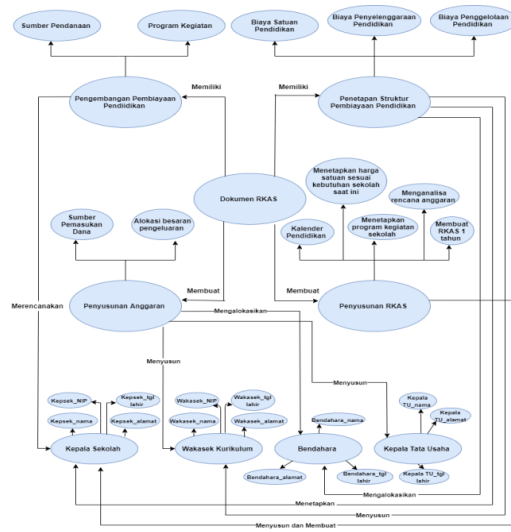 Sumber Pendanaan
Program Kegiatan
Biaya Satuan
Pendidikan
Biaya Penyelenggaraan
Pendidikan
Biaya Penggelolaan
Pendidikan
Memiliki
Memiliki
Pengembangan Pembiayaan
Pendidikan
Penetapan Struktur
Pembiayaan Pendidikan
Dokumen RKAS
Menetapkan harga
satuan sesuai
kebutuhan sekolah
saat ini
Menganalisa
rencana anggaran
Sumber
Pemasukan
Dana
Alokasi besaran
pengeluaran
Kalender
Pendidikan
Menetapkan
program kegiatan
sekolah
Membuat
RKAS 1
tahun
Membuat
Membuat
Merencanakan
Penyusunan Anggaran
Penyusunan RKAS
Mengalokasikan
Menyusun
Menyusun
Kepsek_NIP
Kepsek_tgl
lahir
Kepsek_nama
Kepsek_alamat
Wakasek_NIP
Wakasek_tgl
lahir
Wakasek_nama
Wakasek_alamat
Bendahara_nama
Kepala
TU_nama
Kepala
TU_alamat
Kepala Sekolah
Wakasek Kurikulum
Bendahara
Kepala Tata Usaha
Bendahara_alamat
Bendahara_tgl
lahir
Kepala TU_tgl
lahir
Mengalokasikan
Menetapkan
Menyusun
Menyusun dan Membuat